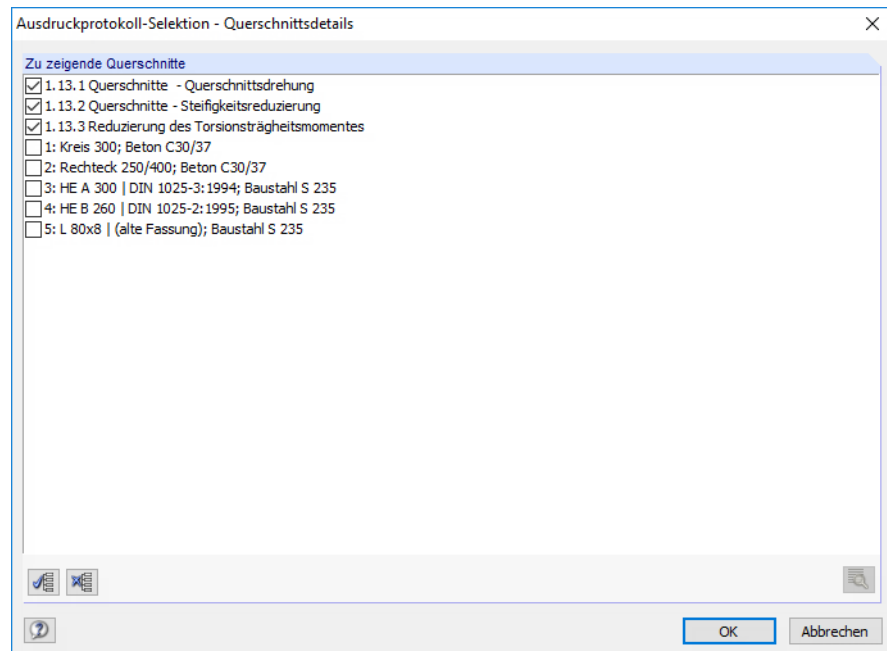 Ausdruckprotokoll-Selektion - Querschnittsdetails
Zu zeigende Querschnitte
1.13.1 Querschnitte - Querschnittsdrehung
1.13.2 Querschnitte - Steifigkeitsreduzierung
1.13.3 Reduzierung des Torsionsträgheitsmomentes
1: Kreis 300; Beton C30/37
2: Rechteck 250/400; Beton C30/37
3: HE A 300 | DIN 1025-3:1994; Baustahl S 235
4: HE B 260 | DIN 1025-2:1995; Baustahl S 235
5: L 80x8 | (alte Fassung); Baustahl S 235
OK Abbrechen